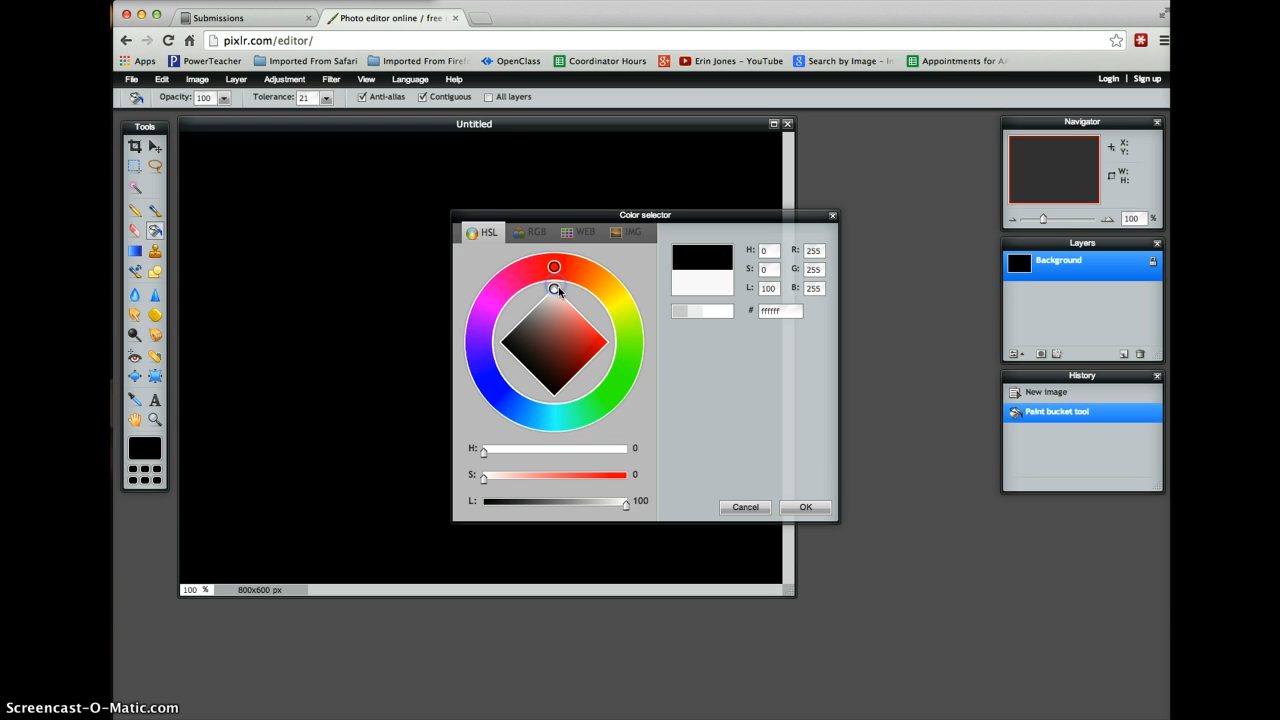 Submissions
Photo editor online / free
pixlr.com/editor/
Apps PowerTeacher Imported From Safari Imported From Firef OpenClass Coordinator Hours Erin Jones - YouTube Search by Image - In Appointments for A
File Edit Image Layer Adjustment Filter View Language Help Login | Sign up
Opacity: 100 Tolerance: 21 Anti-alias Contiguous All layers
Tools
Untitled
Navigator
X:
Y:
W:
H:
100 %
Color selector
HSL RGB WEB IMG
H: 0 R: 255
S: 0 G: 255
L: 100 B: 255
# ffffff
H: 0
S: 0
L: 100
Cancel OK
Layers
Background
History
New image
Paint bucket tool
100 % 800x600 px
Screencast-O-Matic.com